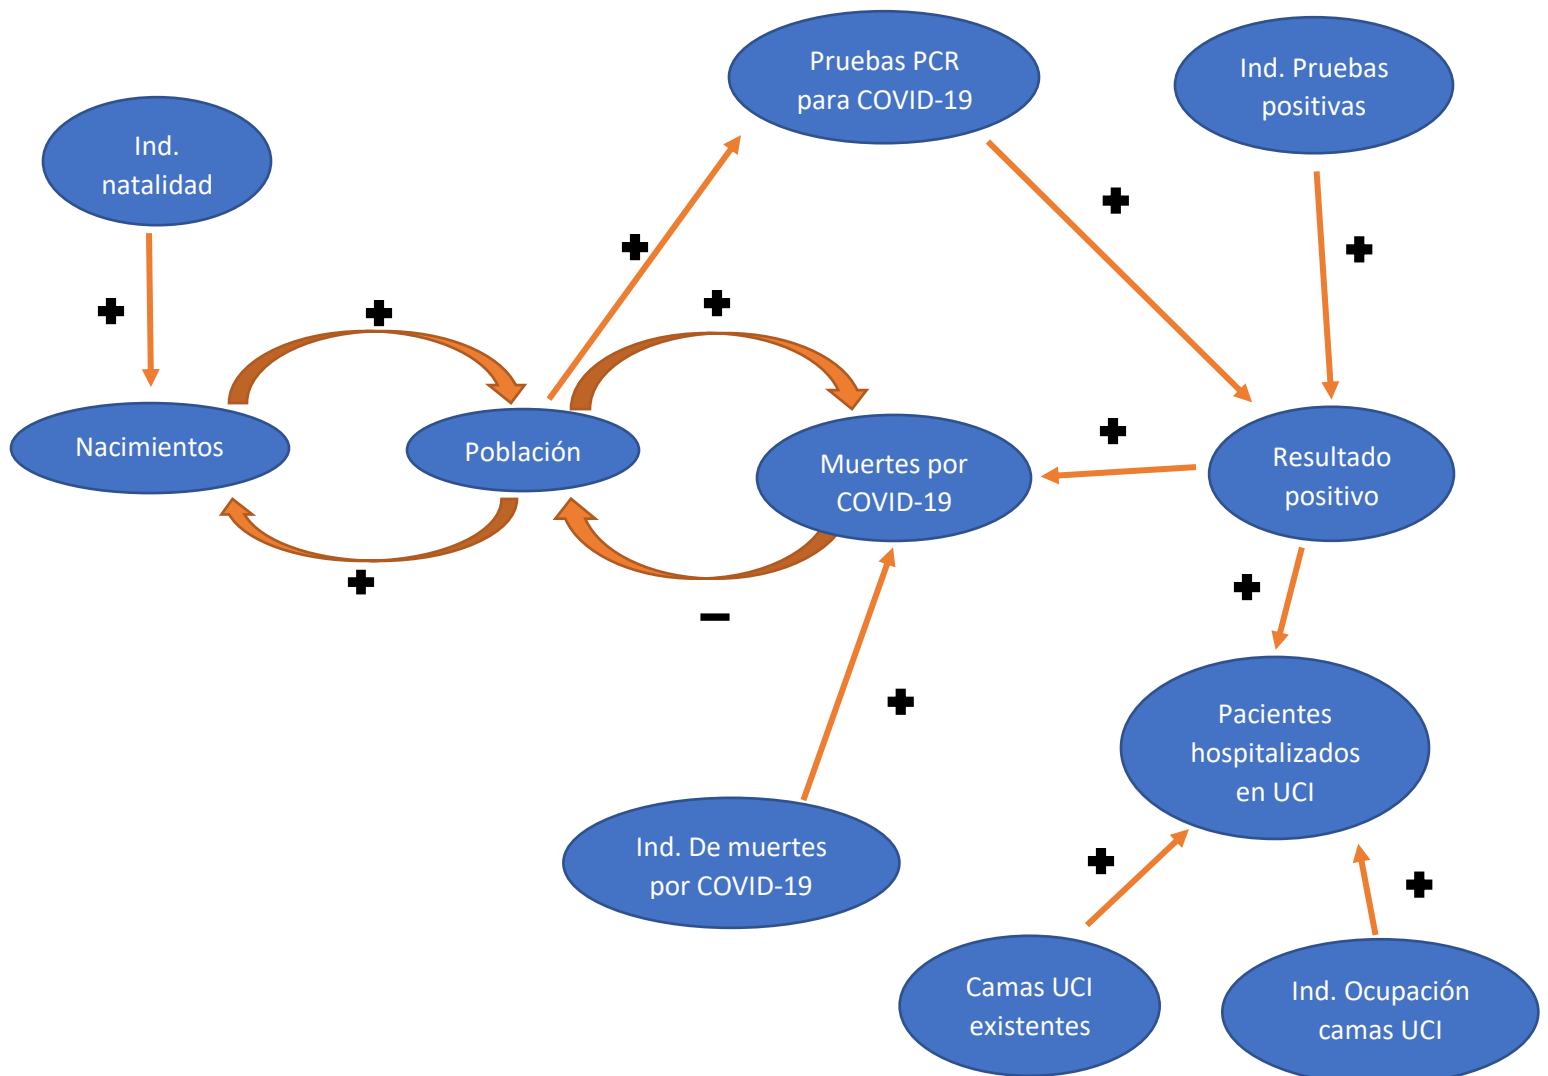 Pruebas PCR
para COVID-19
Ind. Pruebas
positivas
Ind.
natalidad
+
+
+
+
+
+
Nacimientos
Población
Muertes por
COVID-19
+
Resultado
positivo
+
–
+
+
Pacientes
hospitalizados
en UCI
Ind. De muertes
por COVID-19
+
+
Camas UCI
existentes
Ind. Ocupación
camas UCI